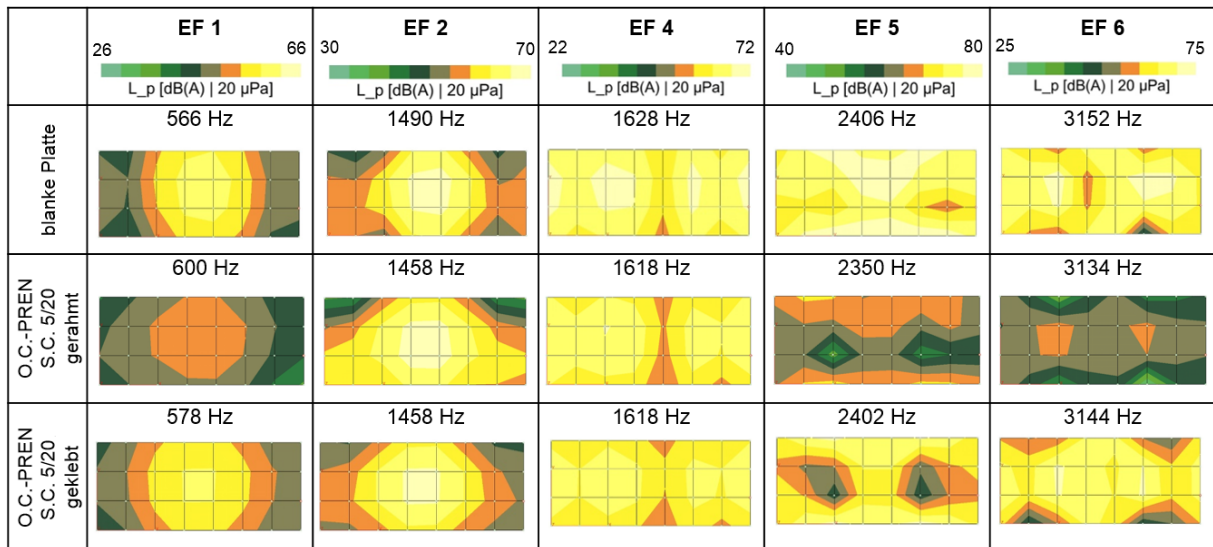 EF 1
26 66
L_p [dB(A) | 20 µPa]
EF 2
30 70
L_p [dB(A) | 20 µPa]
EF 4
22 72
L_p [dB(A) | 20 µPa]
EF 5
40 80
L_p [dB(A) | 20 µPa]
EF 6
25 75
L_p [dB(A) | 20 µPa]
blanke Platte
566 Hz
1490 Hz
1628 Hz
2406 Hz
3152 Hz
O.C.-PREN
S.C. 5/20
gerahmt
600 Hz
1458 Hz
1618 Hz
2350 Hz
3134 Hz
O.C.-PREN
S.C. 5/20
geklebt
578 Hz
1458 Hz
1618 Hz
2402 Hz
3144 Hz